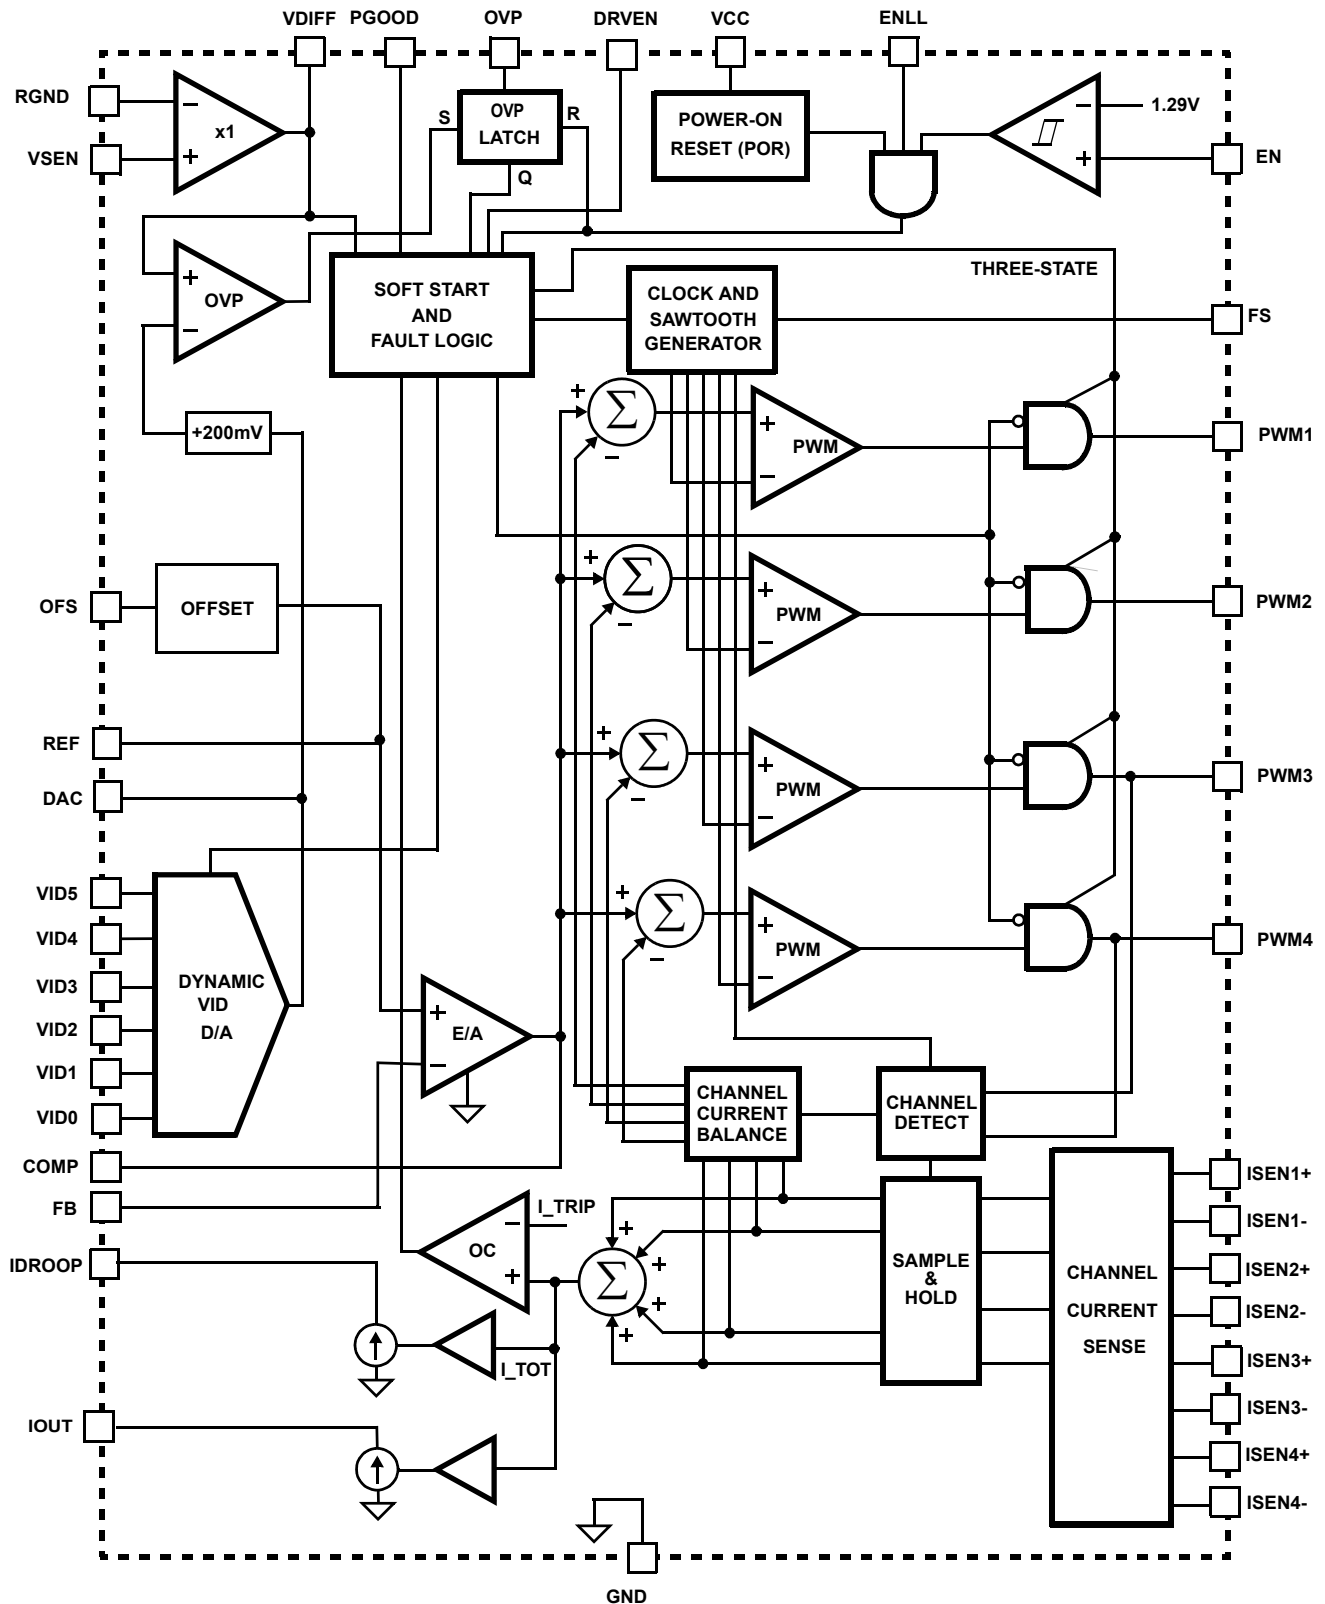 VDIFF
PGOOD
OVP
DRVEN
VCC
ENLL
RGND
−
x1
VSEN
+
S
OVP
LATCH
R
Q
POWER-ON
RESET (POR)
−
1.29V
+
EN
+
OVP
−
SOFT START
AND
FAULT LOGIC
CLOCK AND
SAWTOOTH
GENERATOR
THREE-STATE
FS
+200mV
+
Σ
−
+
PWM
−
PWM1
OFS
OFFSET
+
Σ
−
+
PWM
−
PWM2
REF
+
Σ
−
+
PWM
−
PWM3
DAC
VID5
VID4
VID3
VID2
VID1
VID0
DYNAMIC
VID
D/A
+
Σ
−
+
PWM
−
PWM4
+
E/A
−
CHANNEL
CURRENT
BALANCE
CHANNEL
DETECT
COMP
FB
IDROOP
IOUT
−
I_TRIP
OC
+
I_TOT
+
+
Σ
+
+
SAMPLE
&
HOLD
CHANNEL
CURRENT
SENSE
ISEN1+
ISEN1-
ISEN2+
ISEN2-
ISEN3+
ISEN3-
ISEN4+
ISEN4-
GND